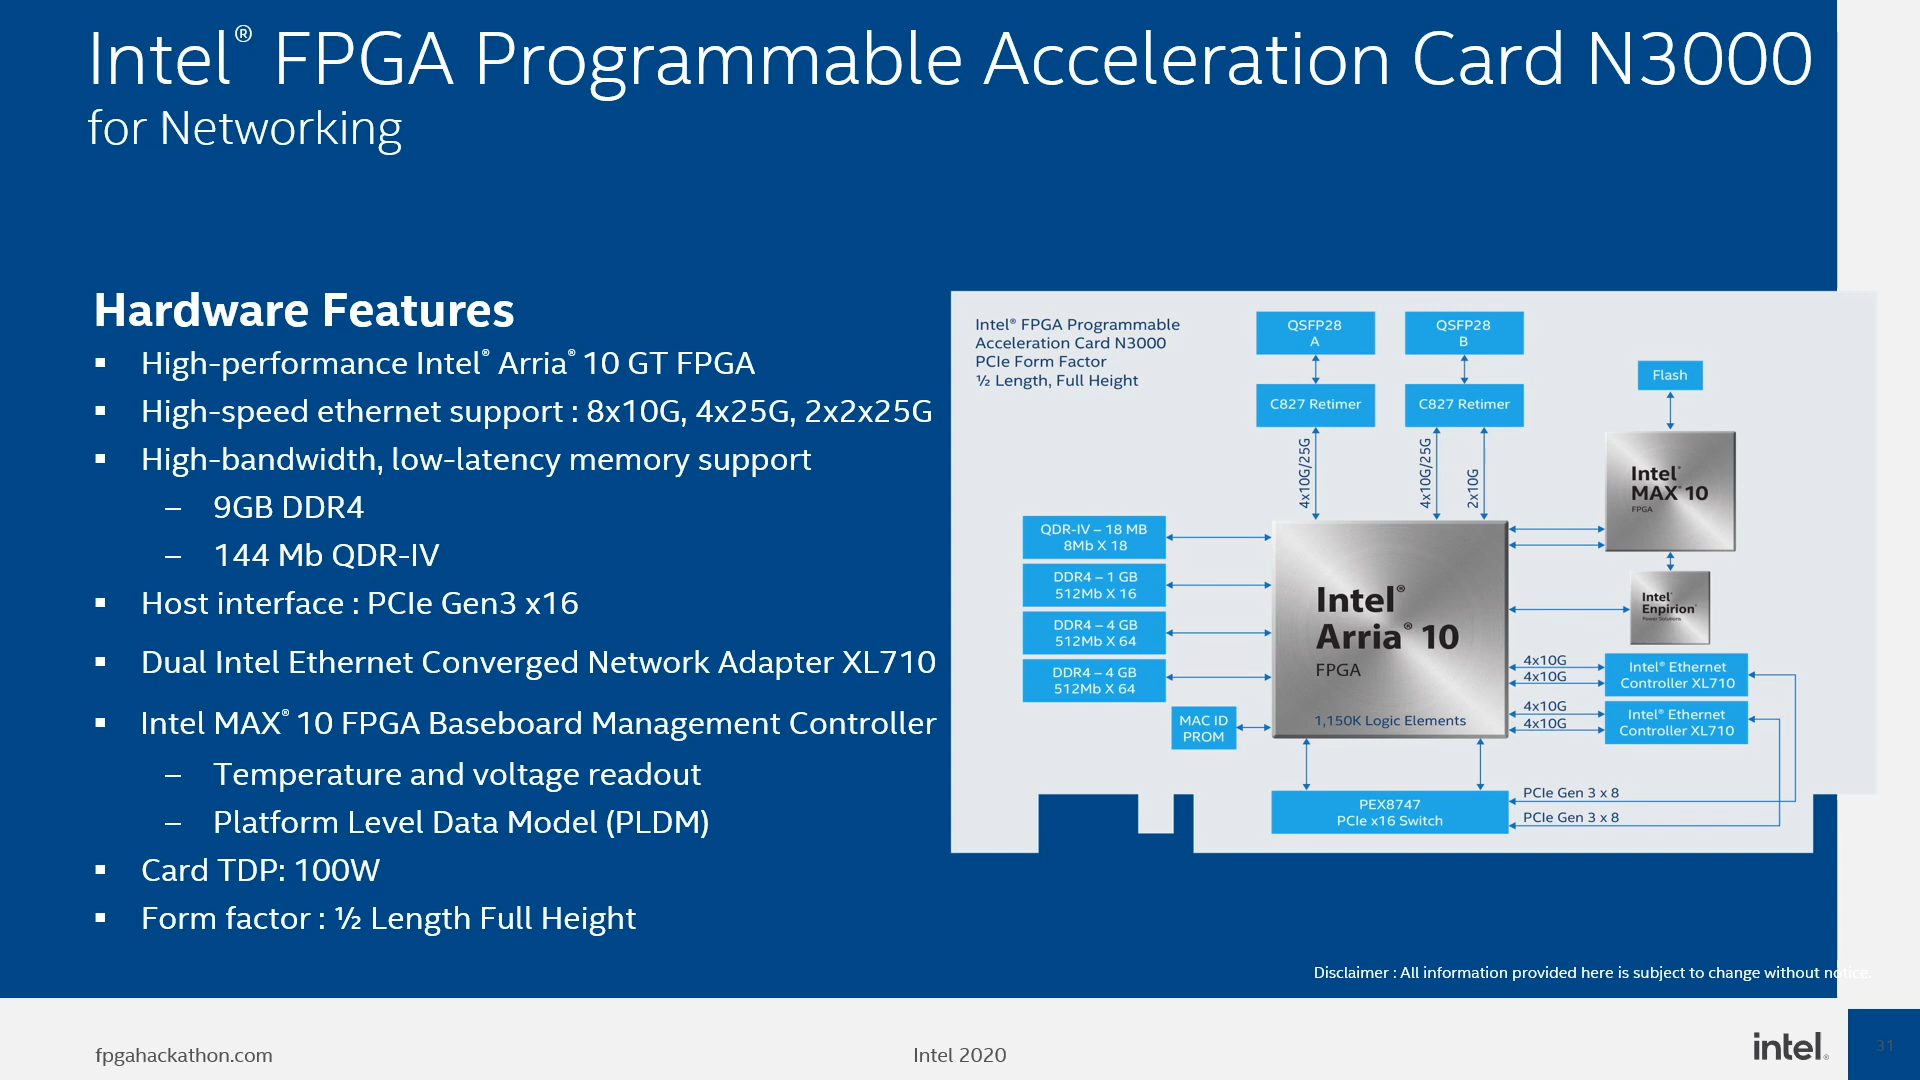 Intel® FPGA Programmable Acceleration Card N3000
for Networking
Hardware Features
▪ High-performance Intel® Arria® 10 GT FPGA
▪ High-speed ethernet support : 8x10G, 4x25G, 2x2x25G
▪ High-bandwidth, low-latency memory support
– 9GB DDR4
– 144 Mb QDR-IV
▪ Host interface : PCIe Gen3 x16
▪ Dual Intel Ethernet Converged Network Adapter XL710
▪ Intel MAX® 10 FPGA Baseboard Management Controller
– Temperature and voltage readout
– Platform Level Data Model (PLDM)
▪ Card TDP: 100W
▪ Form factor : ½ Length Full Height
Intel® FPGA Programmable
Acceleration Card N3000
PCIe Form Factor
½ Length, Full Height
QSFP28
A
QSFP28
B
C827 Retimer
C827 Retimer
4x10G/25G
4x10G/25G
2x10G
Flash
Intel®
MAX® 10
FPGA
Intel®
Enpirion®
Power Solutions
QDR-IV – 18 MB
8Mb X 18
DDR4 – 1 GB
512Mb X 16
DDR4 – 4 GB
512Mb X 64
DDR4 – 4 GB
512Mb X 64
MAC ID
PROM
Intel®
Arria® 10
FPGA
1,150K Logic Elements
4x10G
4x10G
Intel® Ethernet
Controller XL710
4x10G
4x10G
Intel® Ethernet
Controller XL710
PEX8747
PCIe x16 Switch
PCIe Gen 3 x 8
PCIe Gen 3 x 8
Disclaimer : All information provided here is subject to change without notice.
fpgahackathon.com
Intel 2020
intel®
31